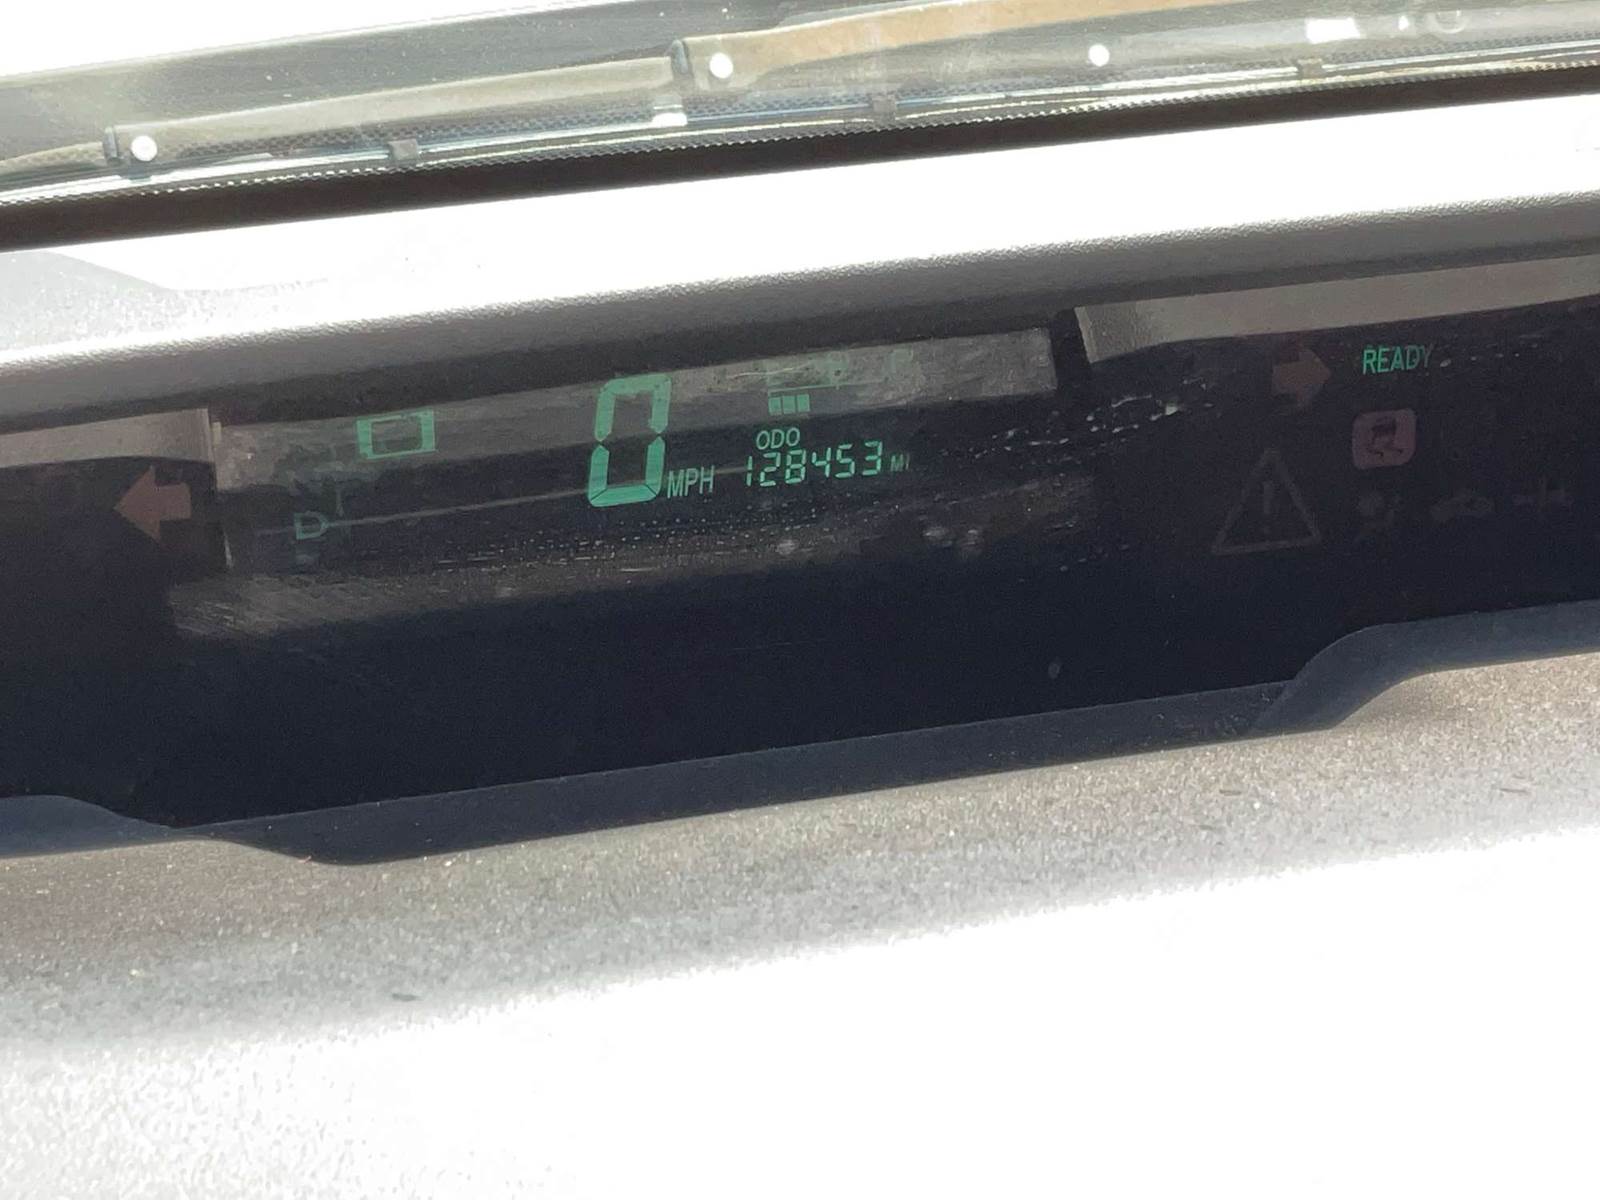 READY
0 MPH
ODO
128453 MI
D